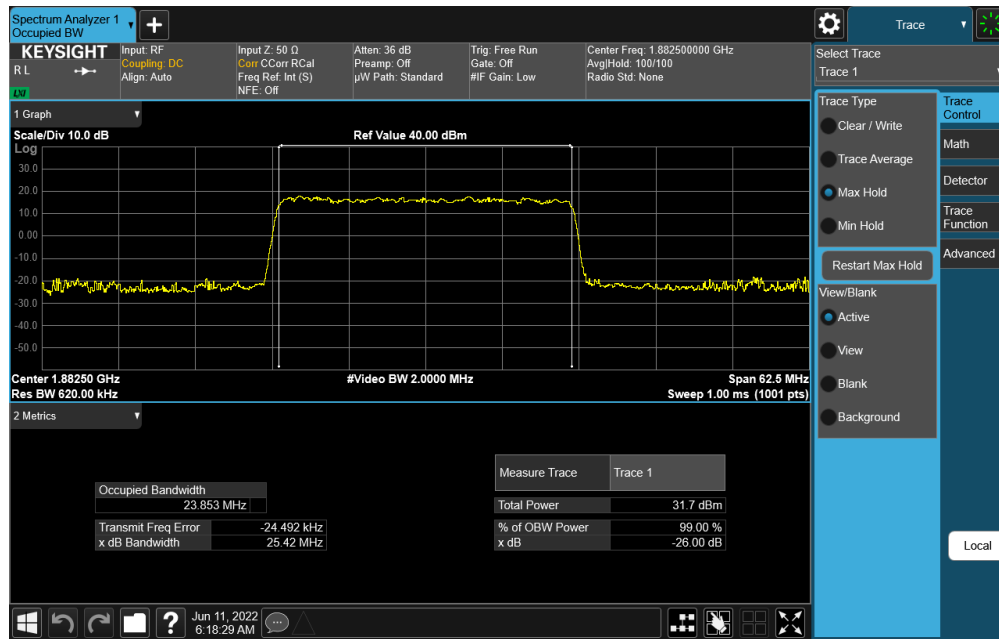 Spectrum Analyzer 1
Occupied BW
Trace
KEYSIGHT
R L
LXI
Input: RF
Coupling: DC
Align: Auto
Input Z: 50 Ω
Corr CCorr RCal
Freq Ref: Int (S)
NFE: Off
Atten: 36 dB
Preamp: Off
µW Path: Standard
Trig: Free Run
Gate: Off
#IF Gain: Low
Center Freq: 1.882500000 GHz
Avg|Hold: 100/100
Radio Std: None
Select Trace
Trace 1
1 Graph
Scale/Div 10.0 dB
Ref Value 40.00 dBm
Log
30.0
20.0
10.0
0.00
-10.0
-20.0
-30.0
-40.0
-50.0
Center 1.88250 GHz
#Video BW 2.0000 MHz
Span 62.5 MHz
Res BW 620.00 kHz
Sweep 1.00 ms (1001 pts)
Trace Type
Clear / Write
Trace Average
Max Hold
Min Hold
Restart Max Hold
View/Blank
Active
View
Blank
Background
Trace
Control
Math
Detector
Trace
Function
Advanced
Local
2 Metrics
Occupied Bandwidth
23.853 MHz
Transmit Freq Error -24.492 kHz
x dB Bandwidth 25.42 MHz
Measure Trace Trace 1
Total Power 31.7 dBm
% of OBW Power 99.00 %
x dB -26.00 dB
?
Jun 11, 2022
6:18:29 AM